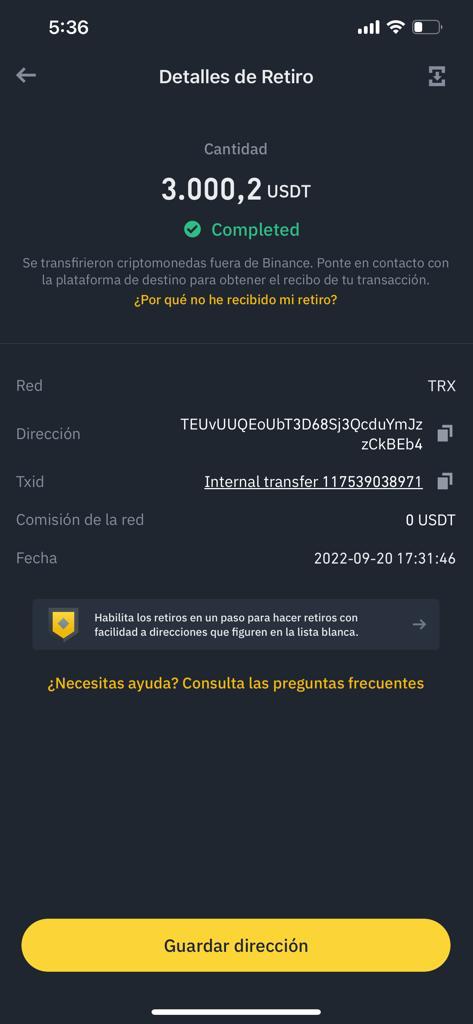 5:36
Detalles de Retiro
Cantidad
3.000,2 USDT
Completed
Se transfirieron criptomonedas fuera de Binance. Ponte en contacto con
la plataforma de destino para obtener el recibo de tu transacción.
¿Por qué no he recibido mi retiro?
Red TRX
Dirección TEUvUUQEoUbT3D68Sj3QcduYmJz
zCkBEb4
Txid Internal transfer 117539038971
Comisión de la red 0 USDT
Fecha 2022-09-20 17:31:46
Habilita los retiros en un paso para hacer retiros con
facilidad a direcciones que figuren en la lista blanca.
¿Necesitas ayuda? Consulta las preguntas frecuentes
Guardar dirección